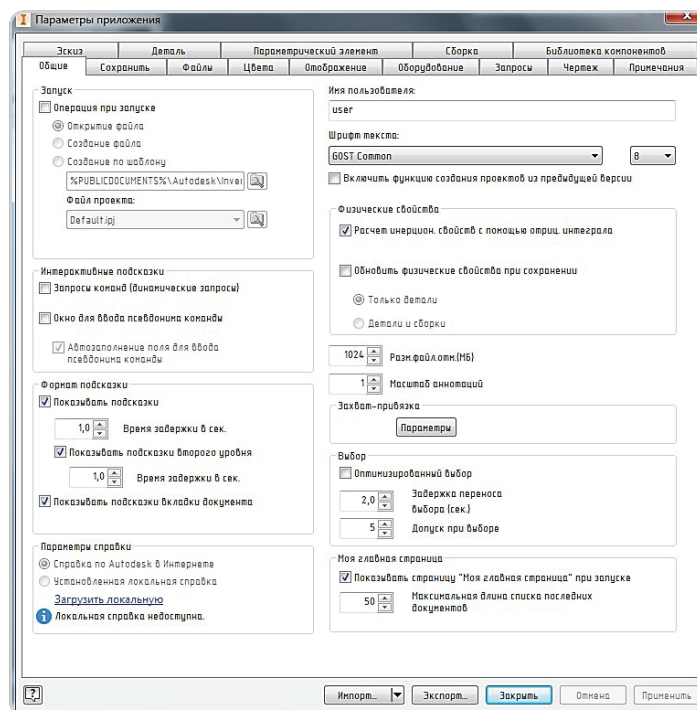 Параметры приложения
Эскиз Деталь Параметрический элемент Сборка Библиотека компонентов
Общие Сохранить Файлы Цвета Отображение Оборудование Запросы Чертеж Примечания
Запуск
Операция при запуске
Открытие файла
Создание файла
Создание по шаблону
%PUBLICDOCUMENTS%\Autodesk\Inve
Файл проекта:
Default.ipj
Интерактивные подсказки
Запросы команд (динамические запросы)
Окно для ввода псевдонима команды
Автозаполнение поля для ввода
псевдонима команды
Формат подсказки
Показывать подсказки
1,0 Время задержки в сек.
Показывать подсказки второго уровня
1,0 Время задержки в сек.
Показывать подсказки вкладки документа
Параметры справки
Справка по Autodesk в Интернете
Установленная локальная справка
Загрузить локальную
Локальная справка недоступна.
Имя пользователя:
user
Шрифт текста:
GOST Common 8
Включить функцию создания проектов из предыдущей версии
Физические свойства
Расчет инерцион. свойств с помощью отриц. интеграла
Обновить физические свойства при сохранении
Только детали
Детали и сборки
1024 Разм.файл.отм.(МБ)
1 Масштаб аннотаций
Захват-привязка
Параметры
Выбор
Оптимизированный выбор
2,0 Задержка переноса
выбора (сек.)
5 Допуск при выборе
Моя главная страница
Показывать страницу "Моя главная страница" при запуске
50 Максимальная длина списка последних
документов
? Импорт... Экспорт... Закрыть Отмена Применить